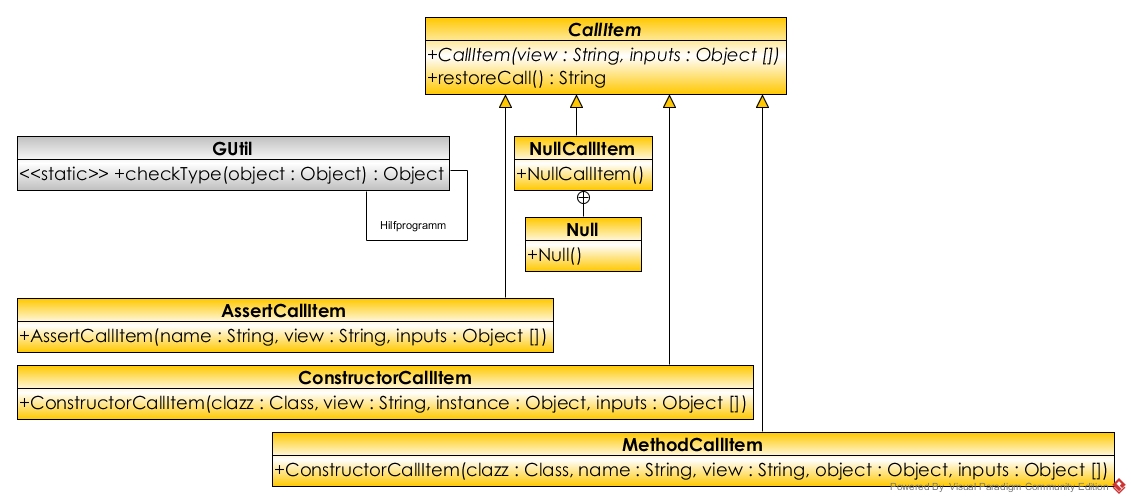 CallItem
+CallItem(view : String, inputs : Object [])
+restoreCall() : String
GUtil
<<static>> +checkType(object : Object) : Object
Hilfprogramm
NullCallItem
+NullCallItem()
Null
+Null()
AssertCallItem
+AssertCallItem(name : String, view : String, inputs : Object [])
ConstructorCallItem
+ConstructorCallItem(clazz : Class, view : String, instance : Object, inputs : Object [])
MethodCallItem
+ConstructorCallItem(clazz : Class, name : String, view : String, object : Object, inputs : Object [])
Powered By Visual Paradigm Community Edition